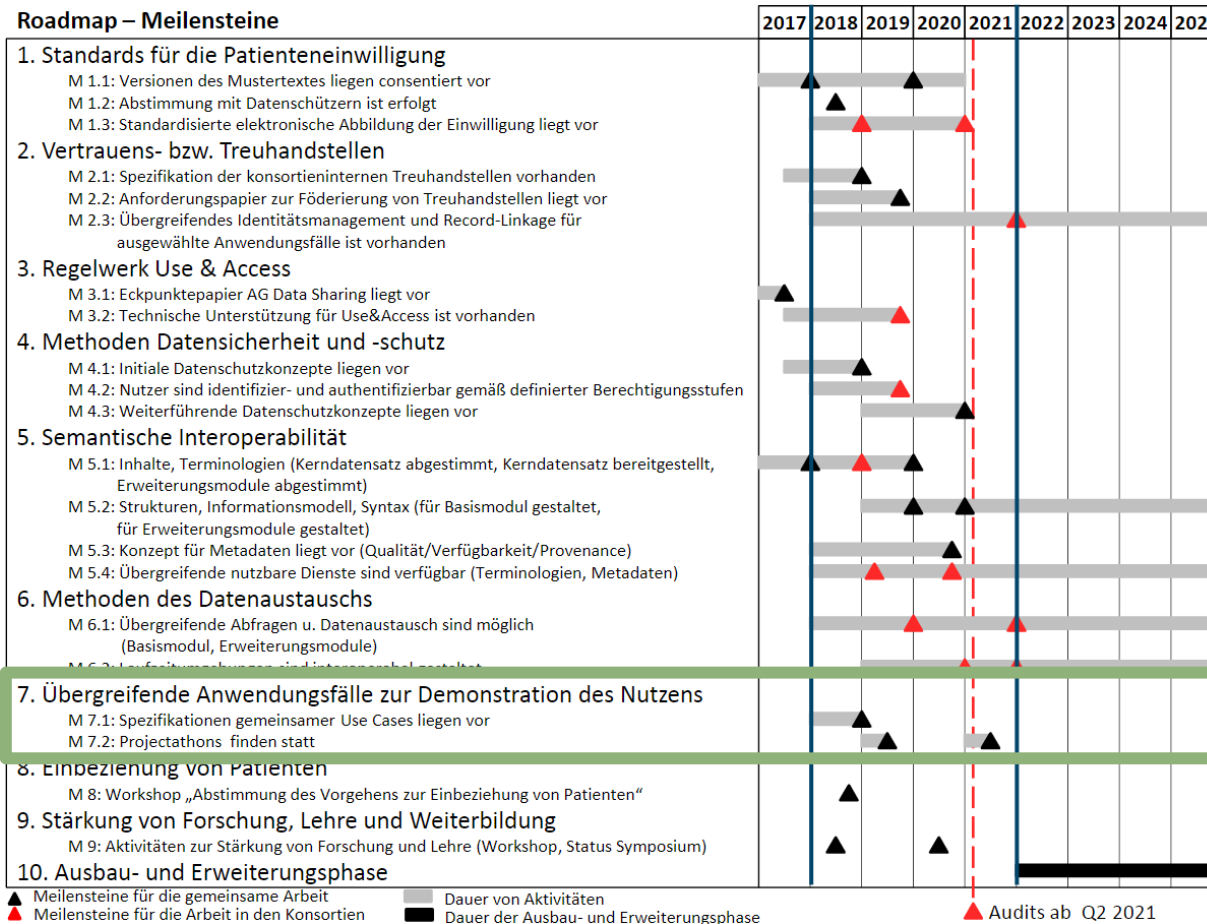 Roadmap – Meilensteine
2017 2018 2019 2020 2021 2022 2023 2024 202
1. Standards für die Patienteneinwilligung
M 1.1: Versionen des Mustertextes liegen consentiert vor
M 1.2: Abstimmung mit Datenschützern ist erfolgt
M 1.3: Standardisierte elektronische Abbildung der Einwilligung liegt vor
2. Vertrauens- bzw. Treuhandstellen
M 2.1: Spezifikation der konsortieninternen Treuhandstellen vorhanden
M 2.2: Anforderungspapier zur Föderierung von Treuhandstellen liegt vor
M 2.3: Übergreifendes Identitätsmanagement und Record-Linkage für
ausgewählte Anwendungsfälle ist vorhanden
3. Regelwerk Use & Access
M 3.1: Eckpunktepapier AG Data Sharing liegt vor
M 3.2: Technische Unterstützung für Use&Access ist vorhanden
4. Methoden Datensicherheit und -schutz
M 4.1: Initiale Datenschutzkonzepte liegen vor
M 4.2: Nutzer sind identifizier- und authentifizierbar gemäß definierter Berechtigungsstufen
M 4.3: Weiterführende Datenschutzkonzepte liegen vor
5. Semantische Interoperabilität
M 5.1: Inhalte, Terminologien (Kerndatensatz abgestimmt, Kerndatensatz bereitgestellt,
Erweiterungsmodule abgestimmt)
M 5.2: Strukturen, Informationsmodell, Syntax (für Basismodul gestaltet,
für Erweiterungsmodule gestaltet)
M 5.3: Konzept für Metadaten liegt vor (Qualität/Verfügbarkeit/Provenance)
M 5.4: Übergreifende nutzbare Dienste sind verfügbar (Terminologien, Metadaten)
6. Methoden des Datenaustauschs
M 6.1: Übergreifende Abfragen u. Datenaustausch sind möglich
(Basismodul, Erweiterungsmodule)
M 6.2: Laufzeitumgebungen sind interoperabel gestaltet
7. Übergreifende Anwendungsfälle zur Demonstration des Nutzens
M 7.1: Spezifikationen gemeinsamer Use Cases liegen vor
M 7.2: Projectathons finden statt
8. Einbeziehung von Patienten
M 8: Workshop „Abstimmung des Vorgehens zur Einbeziehung von Patienten“
9. Stärkung von Forschung, Lehre und Weiterbildung
M 9: Aktivitäten zur Stärkung von Forschung und Lehre (Workshop, Status Symposium)
10. Ausbau- und Erweiterungsphase
Meilensteine für die gemeinsame Arbeit
Meilensteine für die Arbeit in den Konsortien
Dauer von Aktivitäten
Dauer der Ausbau- und Erweiterungsphase
Audits ab Q2 2021